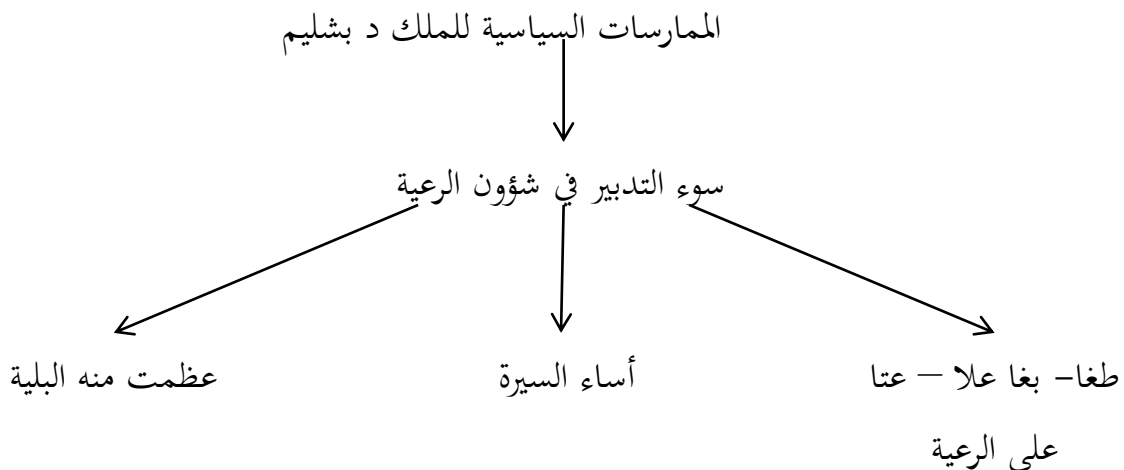 الممارسات السياسية للملك د بشليم
سوء التدبير في شؤون الرعية
طغا– بغا علا – عتا
على الرعية
أساء السيرة
عظمت منه البلية